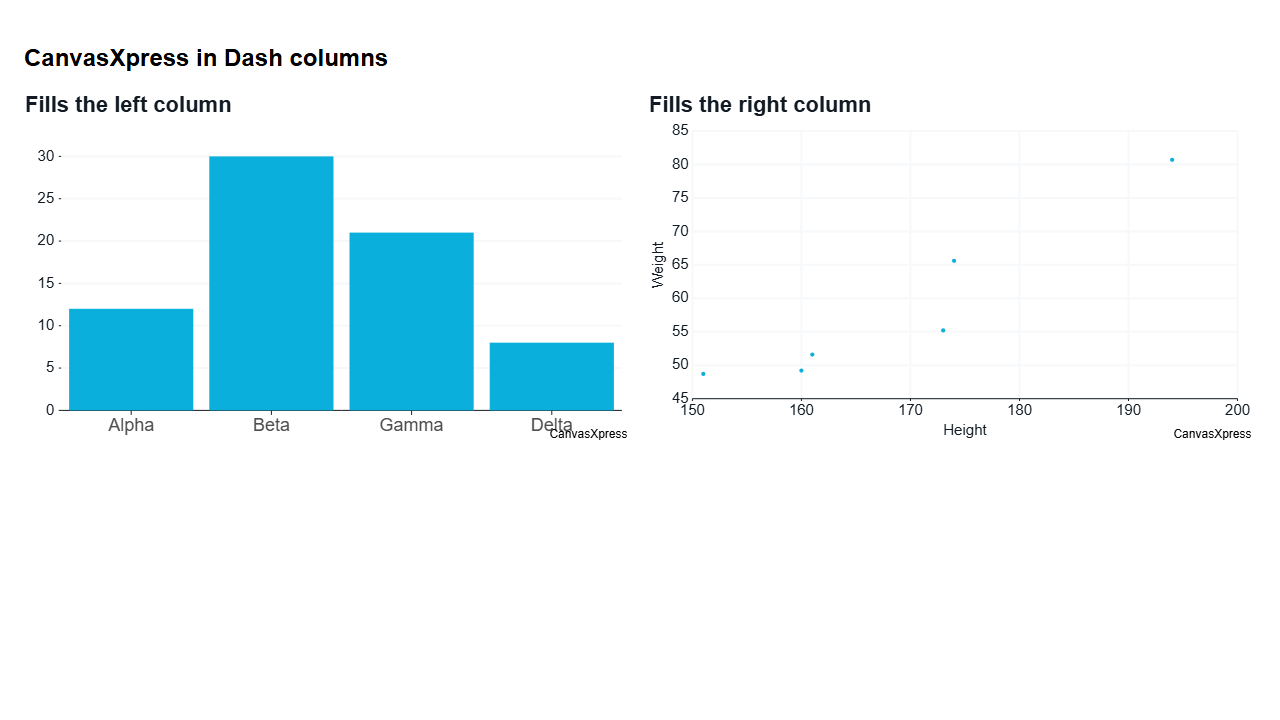 CanvasXpress in Dash columns
Fills the left column
30
25
20
15
10
5
0
Alpha Beta Gamma Delta
CanvasXpress
Fills the right column
85
80
75
70
65
60
55
50
45
Weight
150 160 170 180 190 200
Height
CanvasXpress